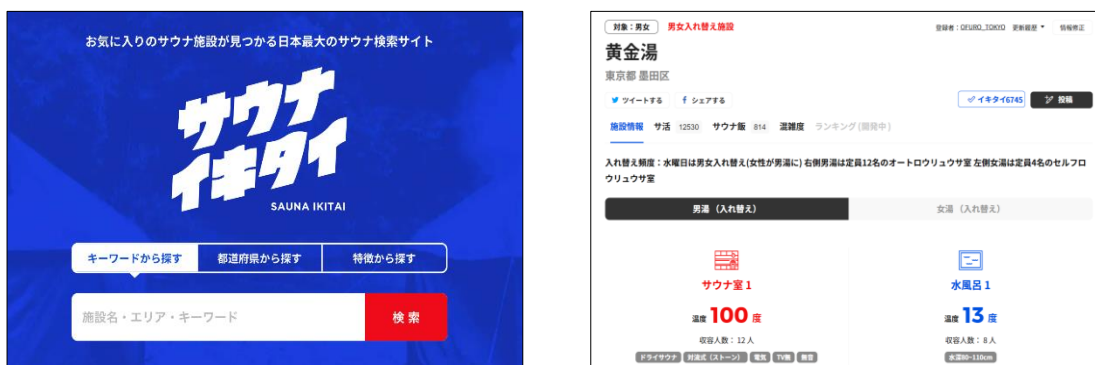 お気に入りのサウナ施設が見つかる日本最大のサウナ検索サイト
サウナ
イキタイ
SAUNA IKITAI
キーワードから探す 都道府県から探す 特徴から探す
施設名・エリア・キーワード 検索
対象：男女 男女入れ替え施設 登録者：OFURO_TOKYO 更新履歴 情報修正
黄金湯
東京都 墨田区
ツイートする シェアする イキタイ6745 投稿
施設情報 サ活 12530 サウナ飯 814 混雑度 ランキング(開発中)
入れ替え頻度：水曜日は男女入れ替え(女性が男湯に) 右側男湯は定員12名のオートロウリュウサ室 左側女湯は定員4名のセルフロ
ウリュウサ室
男湯（入れ替え） 女湯（入れ替え）
サウナ室 1 水風呂 1
温度 100 度 温度 13 度
収容人数：12人 収容人数：8人
ドライサウナ 対流式（ストーン） 電気 TV無 無音 水深80~110cm